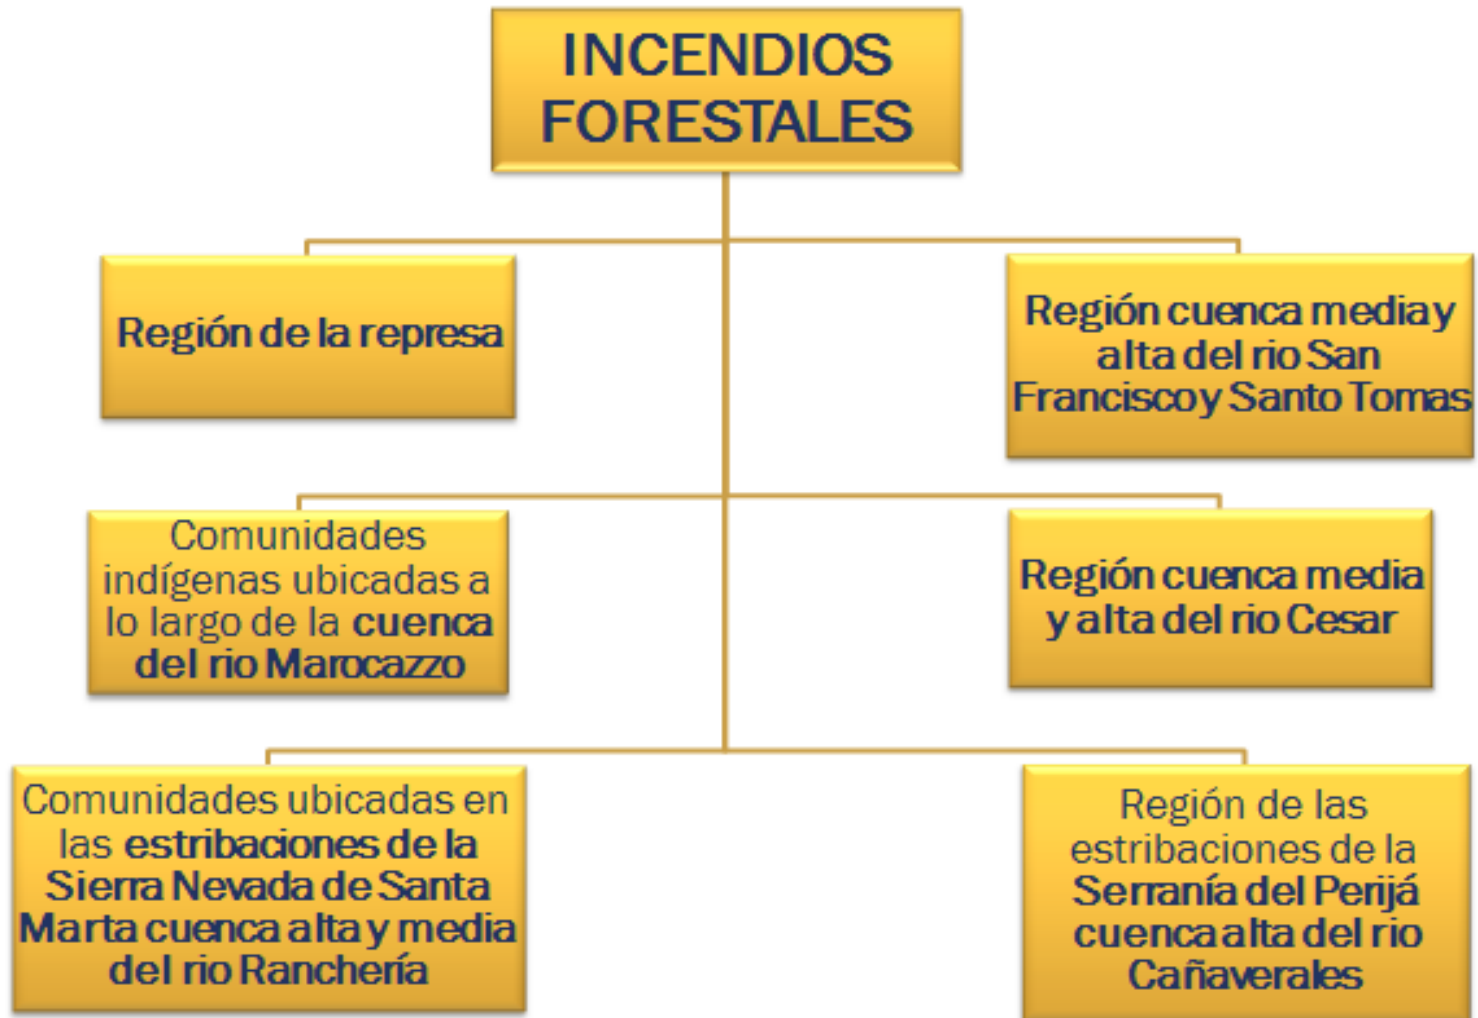 INCENDIOS
FORESTALES
Región de la represa
Región cuenca media y
alta del rio San
Francisco y Santo Tomas
Comunidades
indígenas ubicadas a
lo largo de la cuenca
del rio Marocazzo
Región cuenca media
y alta del rio Cesar
Comunidades ubicadas en
las estribaciones de la
Sierra Nevada de Santa
Marta cuenca alta y media
del rio Ranchería
Región de las
estribaciones de la
Serranía del Perijá
cuenca alta del rio
Cañaverales